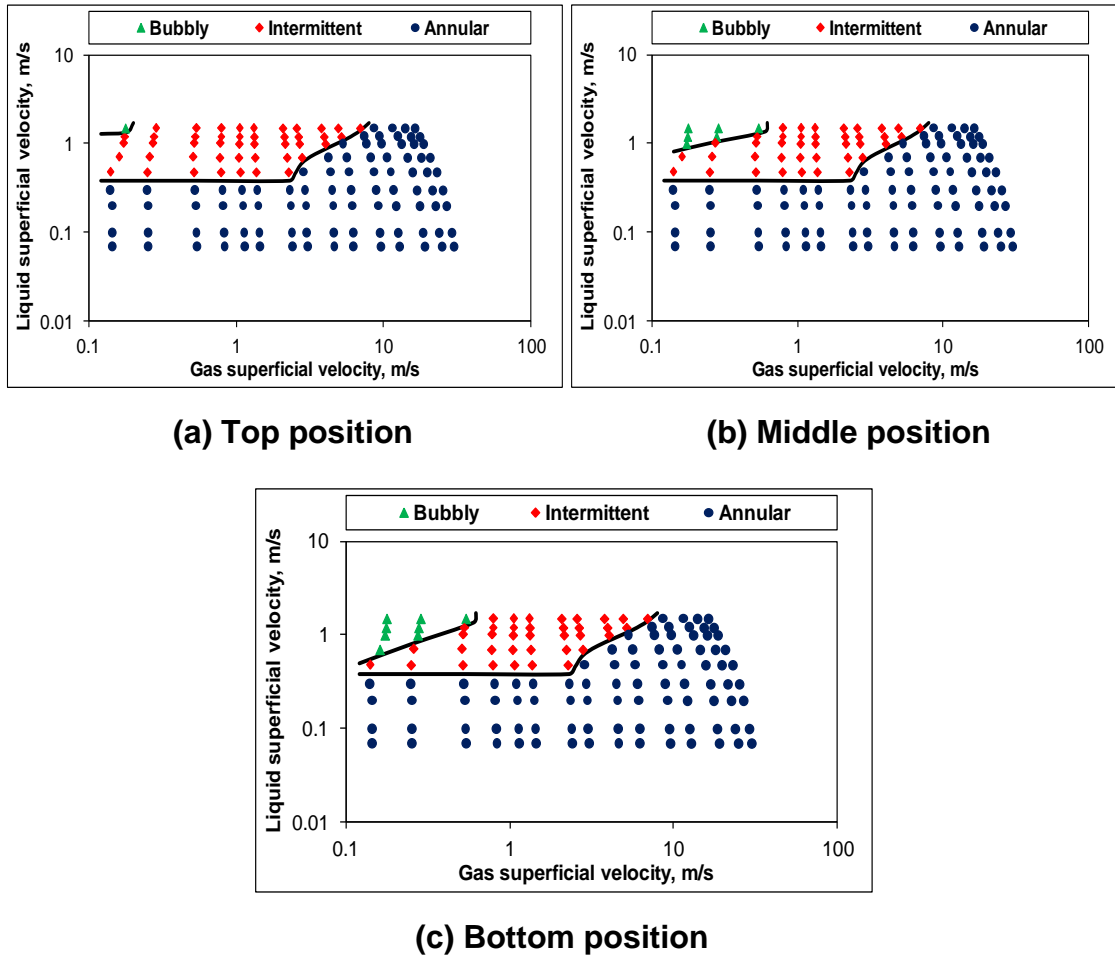 Bubbly Intermittent Annular
10
1
0.1
0.01
0.1 1 10 100
Liquid superficial velocity, m/s
Gas superficial velocity, m/s
(a) Top position
Bubbly Intermittent Annular
10
1
0.1
0.01
0.1 1 10 100
Liquid superficial velocity, m/s
Gas superficial velocity, m/s
(b) Middle position
Bubbly Intermittent Annular
10
1
0.1
0.01
0.1 1 10 100
Liquid superficial velocity, m/s
Gas superficial velocity, m/s
(c) Bottom position